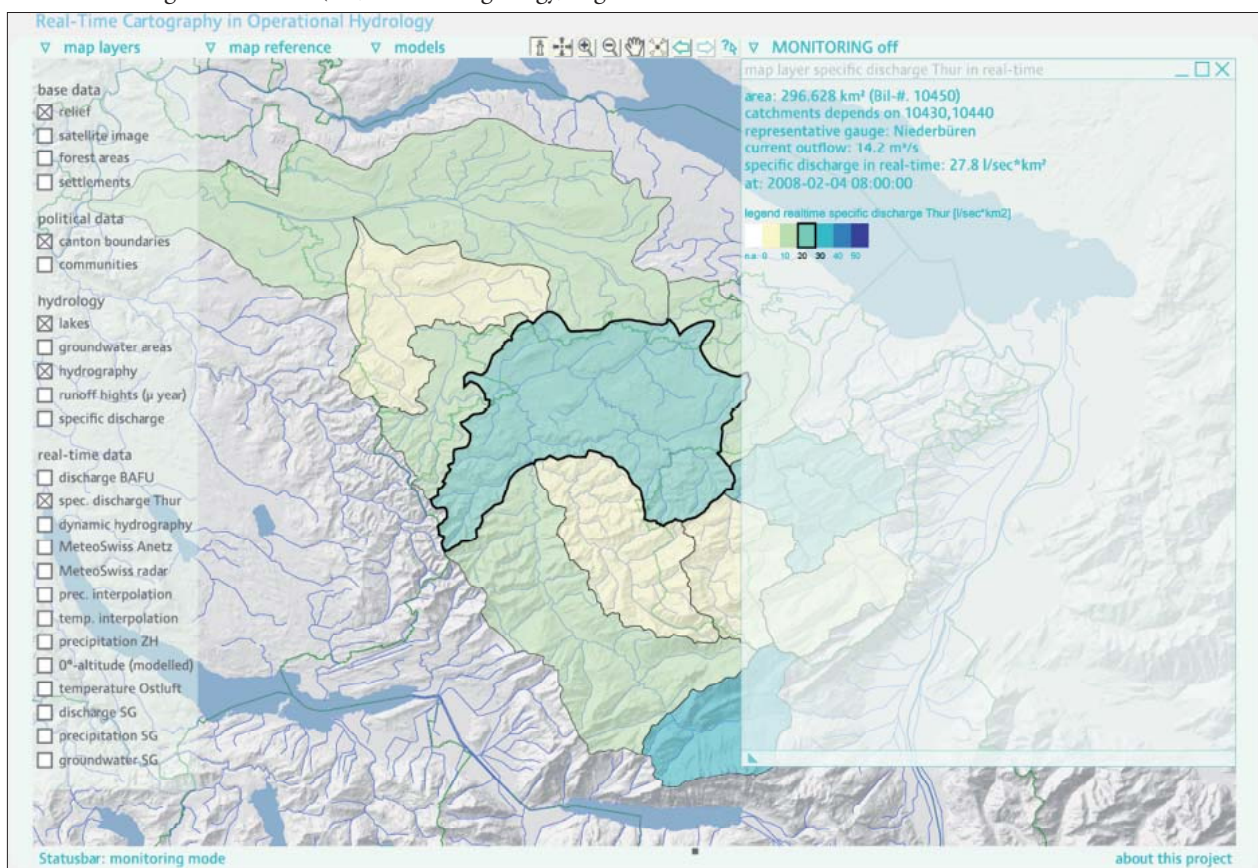 Real-Time Cartography in Operational Hydrology
map layers
map reference
models
MONITORING off
base data
relief
satellite image
forest areas
settlements
political data
canton boundaries
communities
hydrology
lakes
groundwater areas
hydrography
runoff hights (µ year)
specific discharge
real-time data
discharge BAFU
spec. discharge Thur
dynamic hydrography
MeteoSwiss Anetz
MeteoSwiss radar
prec. interpolation
temp. interpolation
precipitation ZH
0°-altitude (modelled)
temperature Ostluft
discharge SG
precipitation SG
groundwater SG
map layer specific discharge Thur in real-time
area: 296.628 km² (Bil-#. 10450)
catchments depends on 10430,10440
representative gauge: Niederbüren
current outflow: 14.2 m³/s
specific discharge in real-time: 27.8 l/sec*km²
at: 2008-02-04 08:00:00
legend realtime specific discharge Thur [l/sec*km2]
n.a. 0 10 20 30 40 50
Statusbar: monitoring mode
about this project